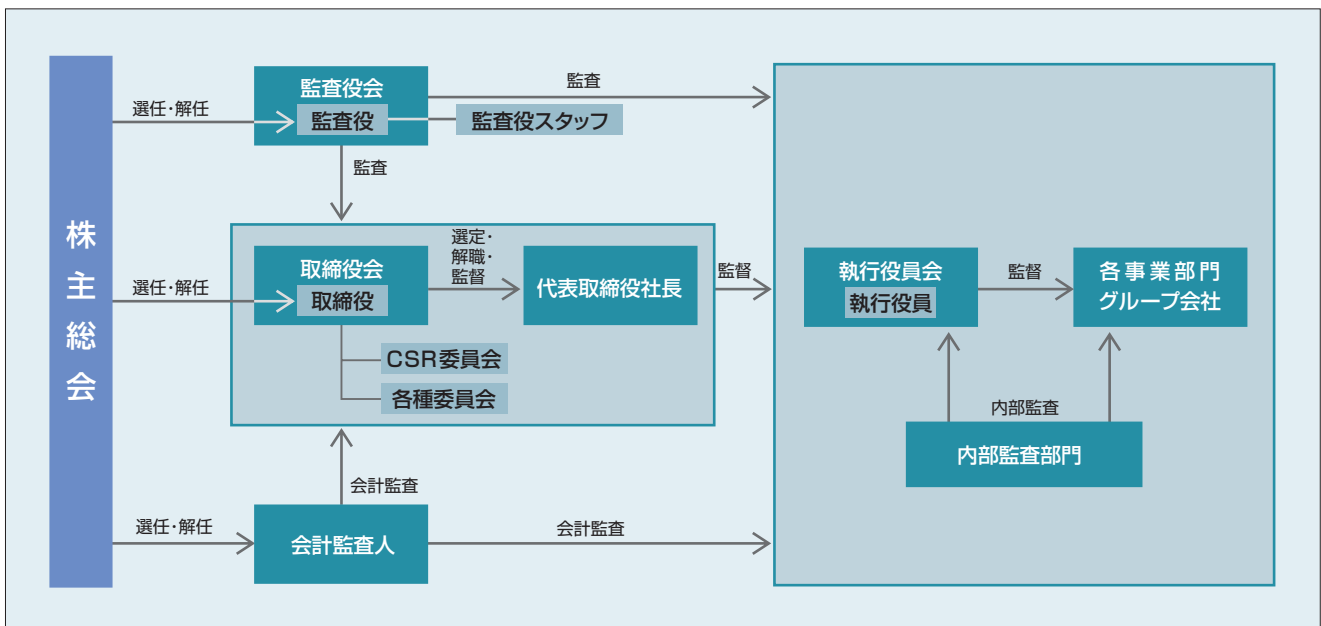 株主総会
選任・解任
監査役会
監査役
監査役スタッフ
監査
監査
選任・解任
取締役会
取締役
選定・
解職・
監督
代表取締役社長
CSR委員会
各種委員会
監督
執行役員会
執行役員
監督
各事業部門
グループ会社
内部監査
内部監査部門
会計監査
選任・解任
会計監査人
会計監査